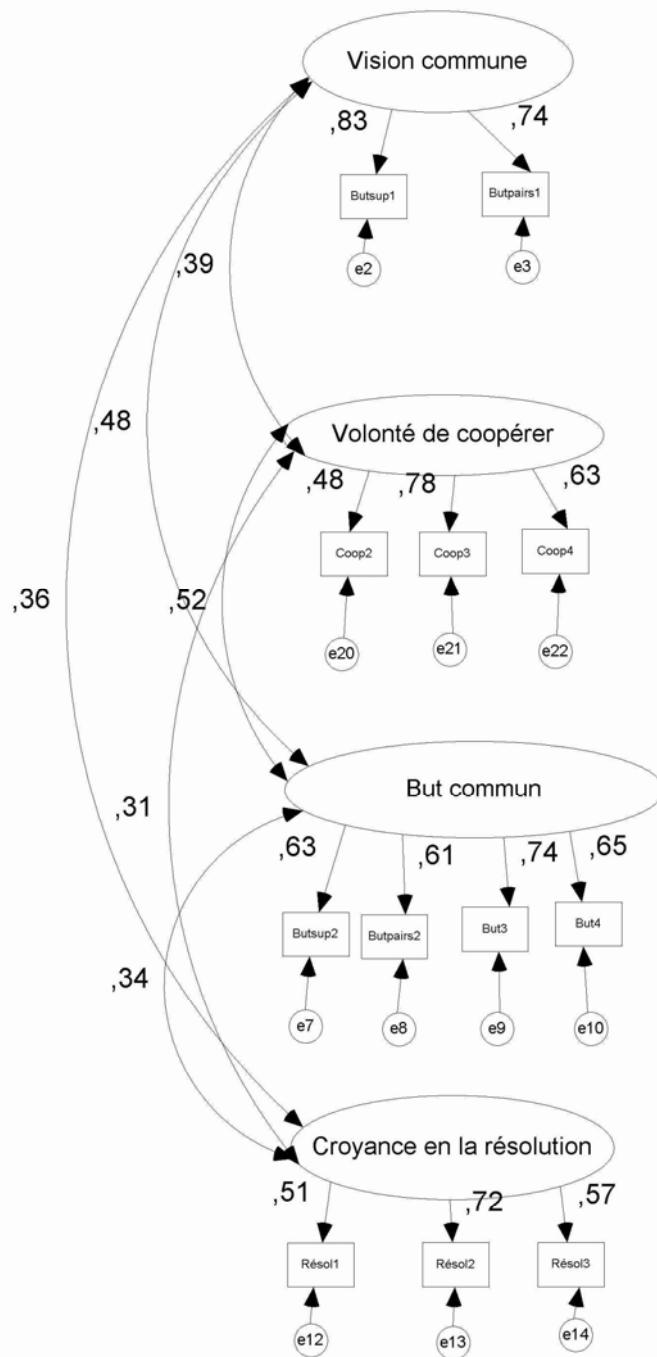 Vision commune
,83
,74
Butsup1
Butpairs1
e2
e3
,39
,48
Volonté de coopérer
,48
,78
,63
Coop2
Coop3
Coop4
,36
,52
e20
e21
e22
But commun
,31
,63
,61
,74
,65
Butsup2
Butpairs2
But3
But4
,34
e7
e8
e9
e10
Croyance en la résolution
,51
,72
,57
Résol1
Résol2
Résol3
e12
e13
e14